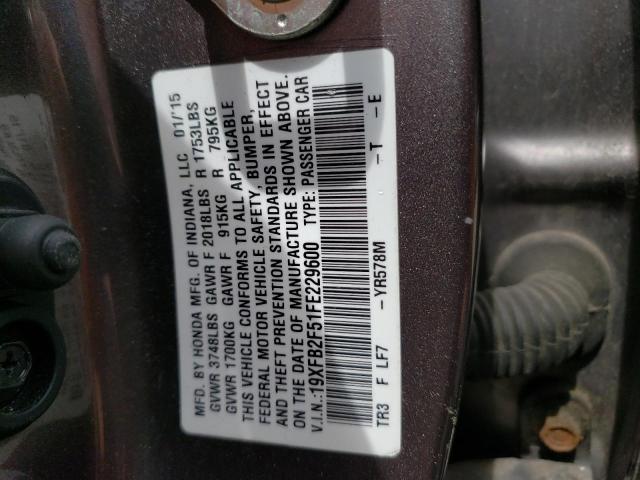 MFD. BY HONDA MFG. OF INDIANA, LLC 01/15
GVWR 3748LBS GAWR F 2018LBS R 1753LBS
GVWR 1700KG GAWR F 915KG R 795KG
THIS VEHICLE CONFORMS TO ALL APPLICABLE
FEDERAL MOTOR VEHICLE SAFETY, BUMPER,
AND THEFT PREVENTION STANDARDS IN EFFECT
ON THE DATE OF MANUFACTURE SHOWN ABOVE.
V.I.N.:19XFB2F51FE229600 TYPE: PASSENGER CAR
TR3 F LF7 -YR578M -T -E